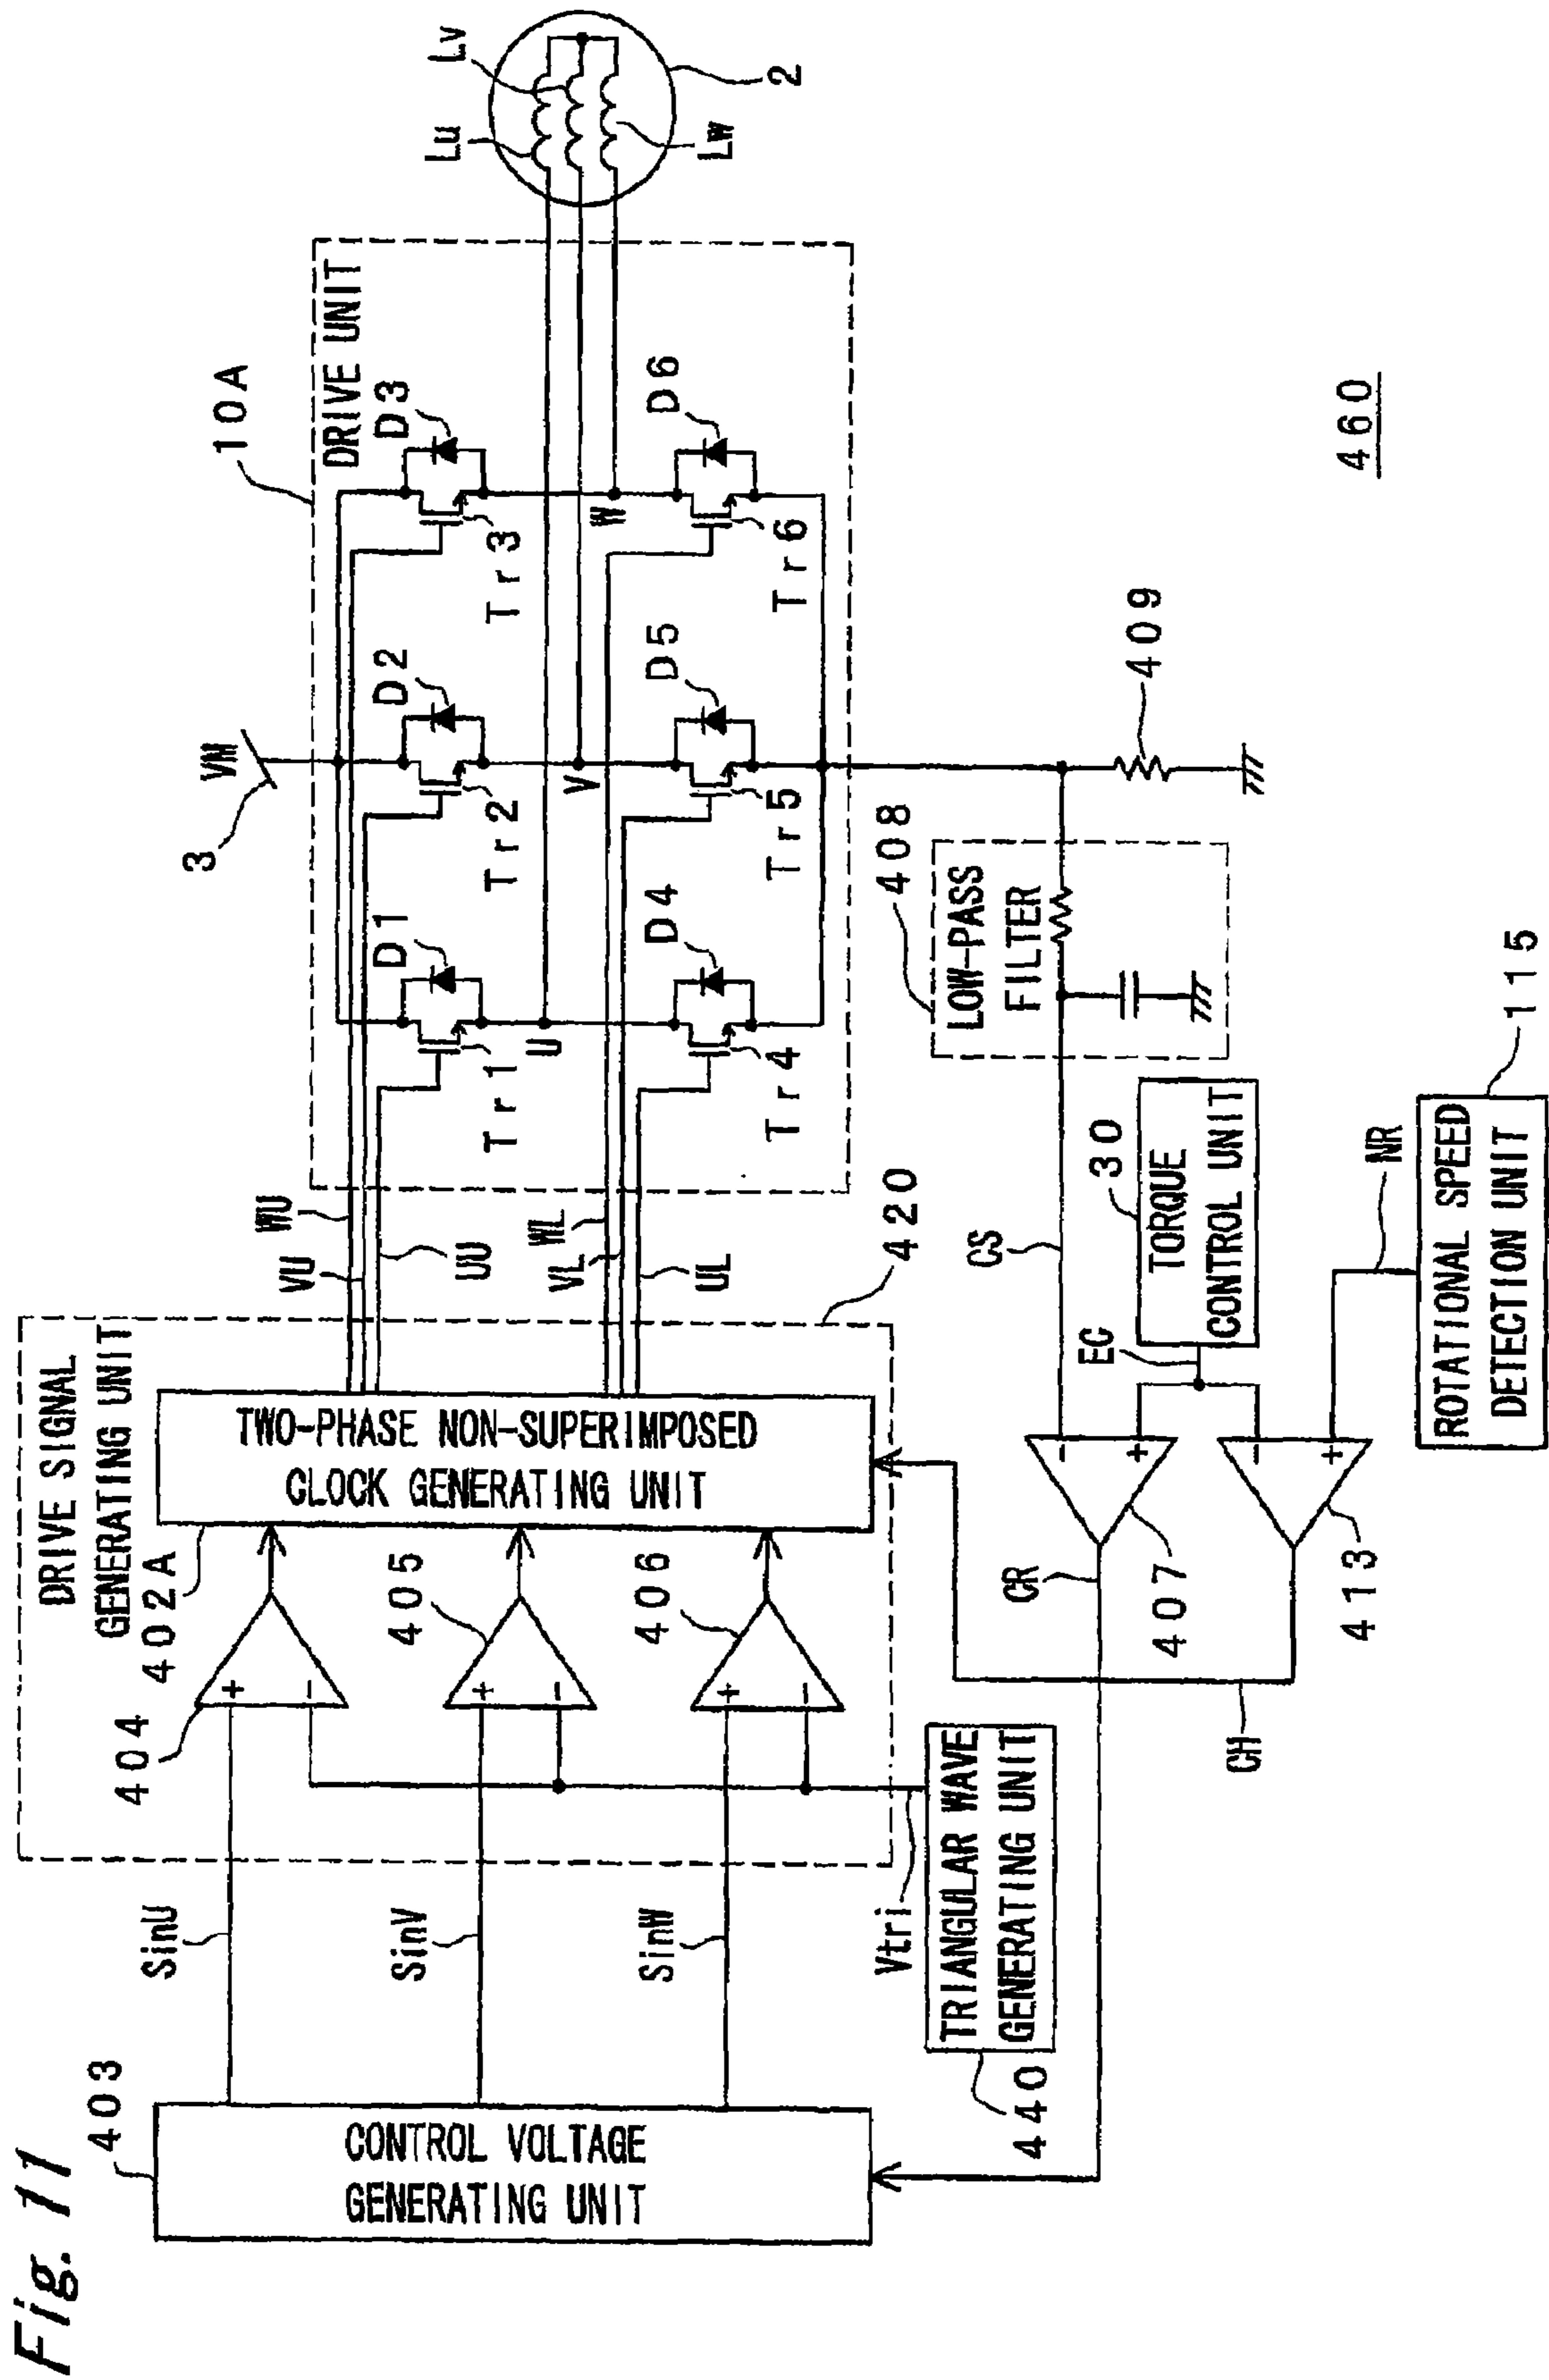 Fig. 11
403
CONTROL VOLTAGE
GENERATING UNIT
SinU
SinV
SinW
Vtri
440
TRIANGULAR WAVE
GENERATING UNIT
DRIVE SIGNAL
GENERATING UNIT
404
405
406
+
-
+
-
+
-
402A
TWO-PHASE NON-SUPERIMPOSED
CLOCK GENERATING UNIT
420
WU
VU
UU
WL
VL
UL
3
VM
10A
DRIVE UNIT
D1
D2
D3
Tr1
Tr2
Tr3
U
V
W
D4
D5
D6
Tr4
Tr5
Tr6
Lu
Lv
Lw
2
408
LOW-PASS
FILTER
409
CS
30
TORQUE
CONTROL UNIT
EC
-
+
-
+
CR
407
413
CH
NR
115
ROTATIONAL SPEED
DETECTION UNIT
460